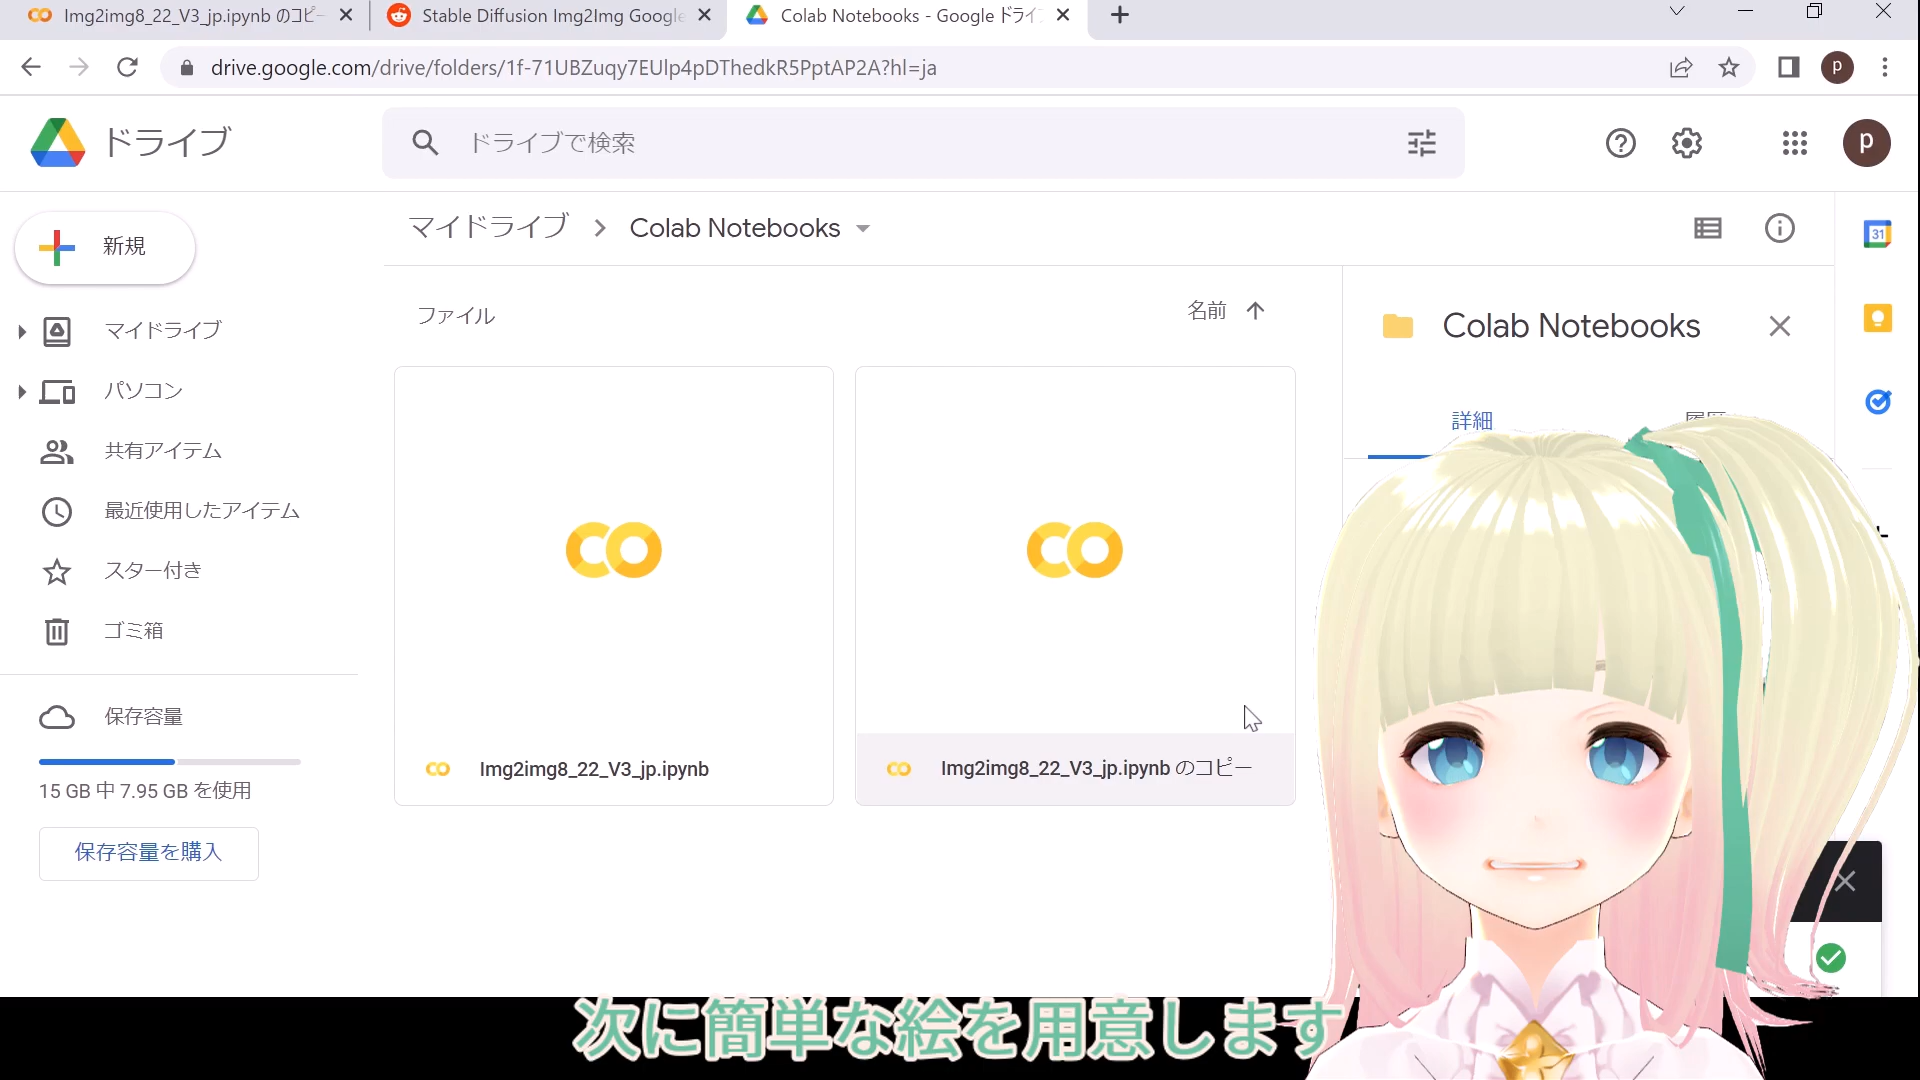 Img2img8_22_V3_jp.ipynb のコピー
Stable Diffusion Img2Img Google
Colab Notebooks - Google ドライ
drive.google.com/drive/folders/1f-71UBZuqy7EUlp4pDThedkR5PptAP2A?hl=ja
p
ドライブ
ドライブで検索
p
新規
マイドライブ
パソコン
共有アイテム
最近使用したアイテム
スター付き
ゴミ箱
保存容量
15 GB 中 7.95 GB を使用
保存容量を購入
マイドライブ
Colab Notebooks
ファイル
名前
Img2img8_22_V3_jp.ipynb
Img2img8_22_V3_jp.ipynb のコピー
Colab Notebooks
詳細
31
次に簡単な絵を用意します